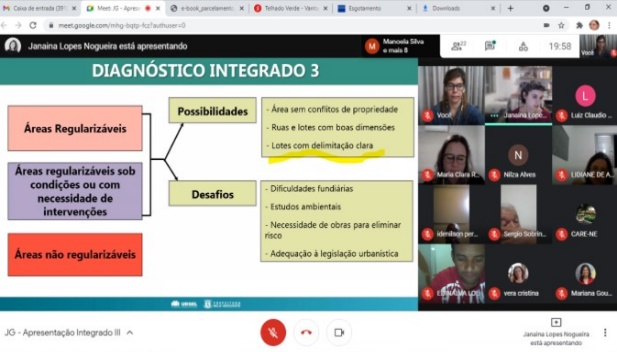 Caixa de entrada (391
Meet: JG - Apres
e-book_parcelamento
Telhado Verde - Vant
Esgotamento
Downloads
meet.google.com/mhg-bqtp-fcz?authuser=0
Janaina Lopes Nogueira está apresentando
Manoela Silva
e mais 8
22
19:58
Você
DIAGNÓSTICO INTEGRADO 3
Áreas Regularizáveis
Áreas regularizáveis sob
condições ou com
necessidade de
intervenções
Áreas não regularizáveis
Possibilidades
- Área sem conflitos de propriedade
- Ruas e lotes com boas dimensões
- Lotes com delimitação clara
Desafios
- Dificuldades fundiárias
- Estudos ambientais
- Necessidade de obras para eliminar
risco
- Adequação à legislação urbanística
Você
Janaina Lope...
L
Luiz Claudio ...
Maria Clara R...
N
Nilza Alves
LIDIANE DE A...
idemilson per...
Sergio Sobrin...
CARE-NE
vera cristina
Mariana Gou...
JG - Apresentação Integrado III
Janaina Lopes Nogueira
está apresentando